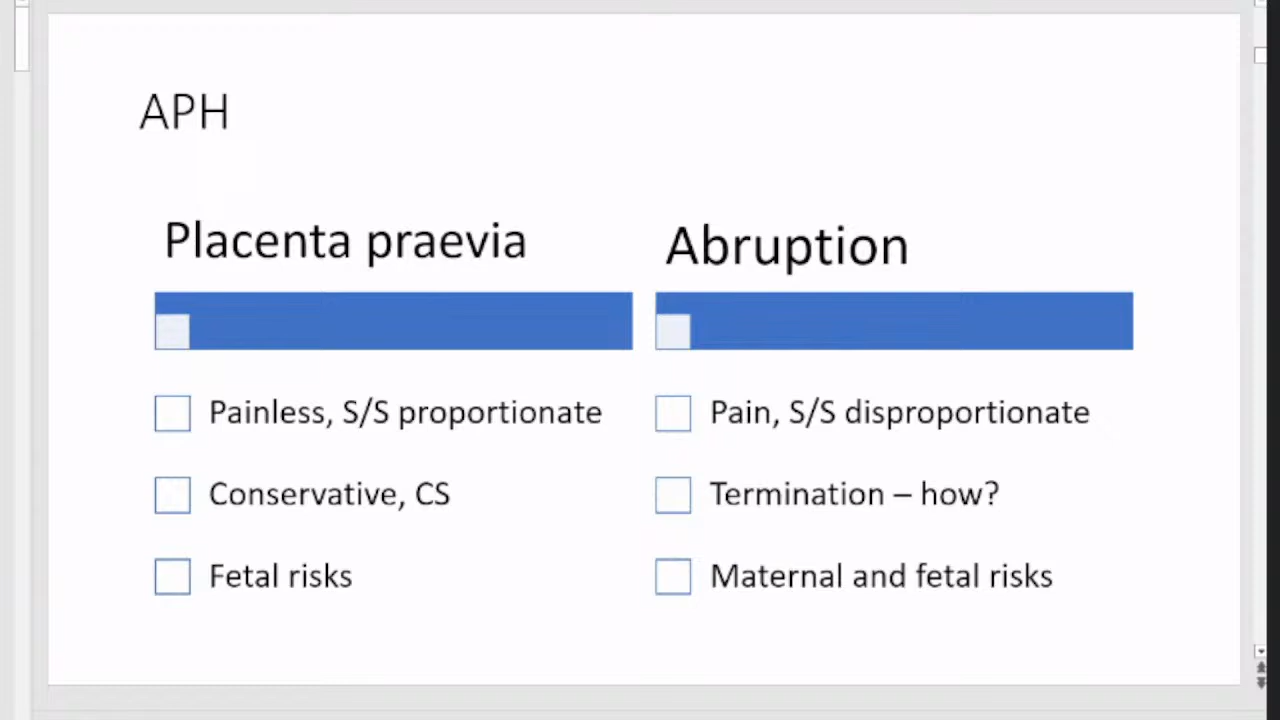 APH
Placenta praevia
Painless, S/S proportionate
Conservative, CS
Fetal risks
Abruption
Pain, S/S disproportionate
Termination – how?
Maternal and fetal risks